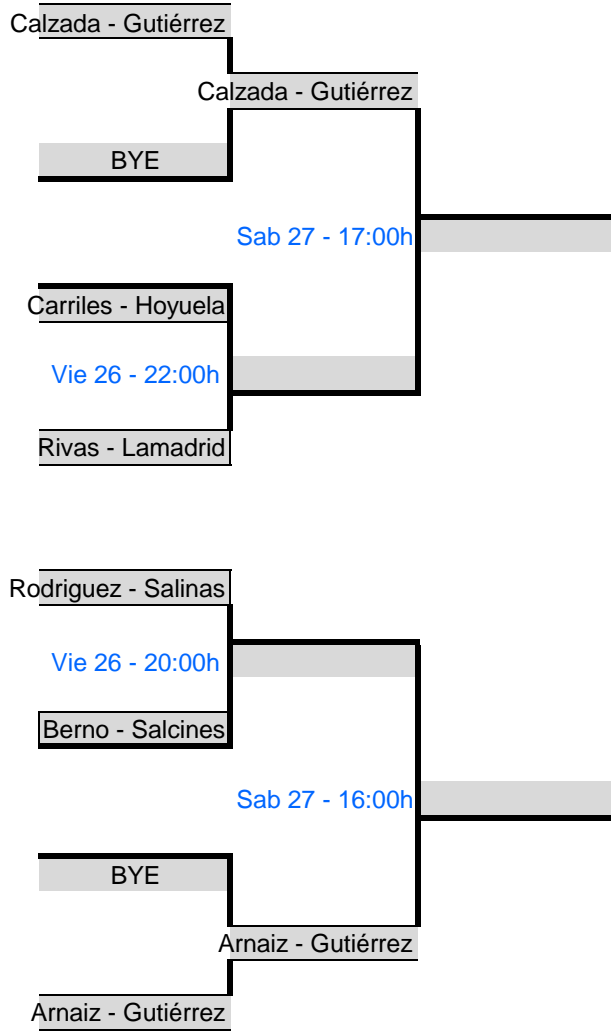 Calzada - Gutiérrez
Calzada - Gutiérrez
BYE
Sab 27 - 17:00h
Carriles - Hoyuela
Vie 26 - 22:00h
Rivas - Lamadrid
Rodriguez - Salinas
Vie 26 - 20:00h
Berno - Salcines
Sab 27 - 16:00h
BYE
Arnaiz - Gutiérrez
Arnaiz - Gutiérrez